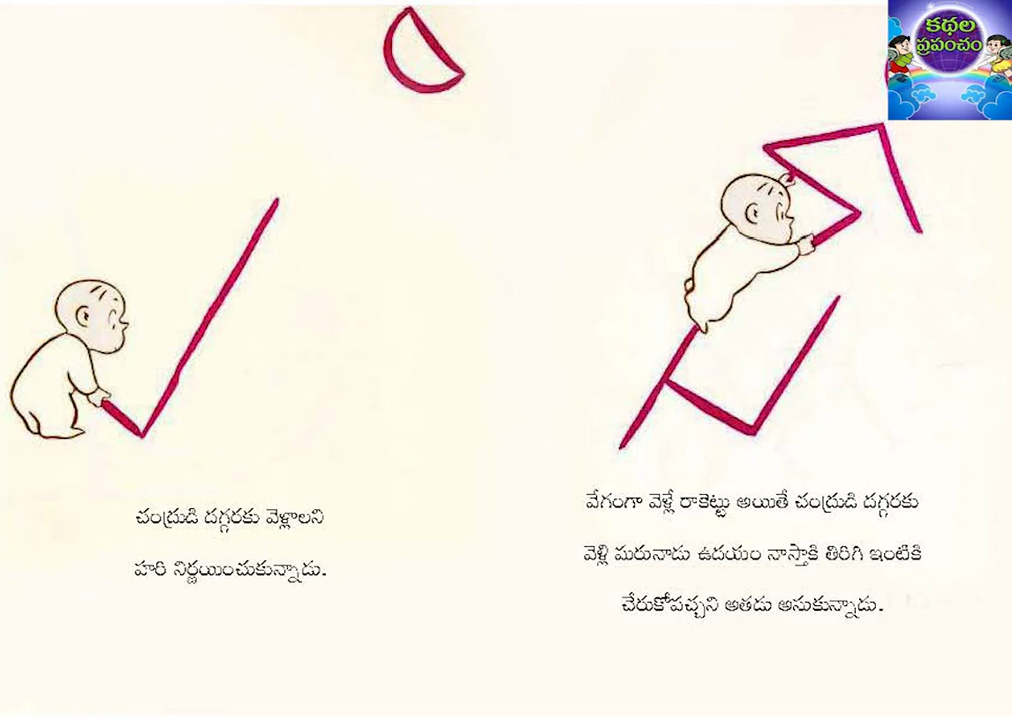 కథల
ప్రపంచం
చంద్రుడి దగ్గరకు వెళ్లాలని
హరి నిర్ణయించుకున్నాడు.
వేగంగా వెళ్లే రాకెట్టు అయితే చంద్రుడి దగ్గరకు
వెళ్లి మరునాడు ఉదయం నాస్తాకి తిరిగి ఇంటికి
చేరుకోవచ్చని అతడు అనుకున్నాడు.